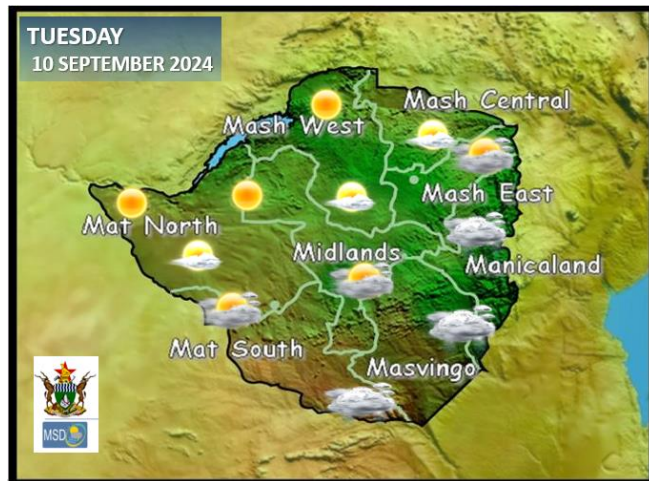 TUESDAY
10 SEPTEMBER 2024
Mash Central
Mash West
Mash East
Mat North
Midlands
Manicaland
Mat South
Masvingo
MSD